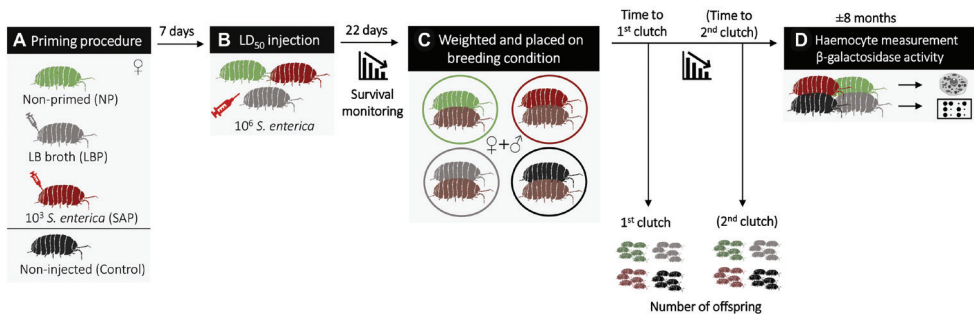 A Priming procedure
♀
Non-primed (NP)
LB broth (LBP)
10³ S. enterica (SAP)
Non-injected (Control)
7 days
B LD₅₀ injection
10⁶ S. enterica
22 days
Survival
monitoring
C Weighted and placed on
breeding condition
♀+♂
Time to
1ˢᵗ clutch
(Time to
2ⁿᵈ clutch)
1ˢᵗ clutch
(2ⁿᵈ clutch)
Number of offspring
±8 months
D Haemocyte measurement
β-galactosidase activity